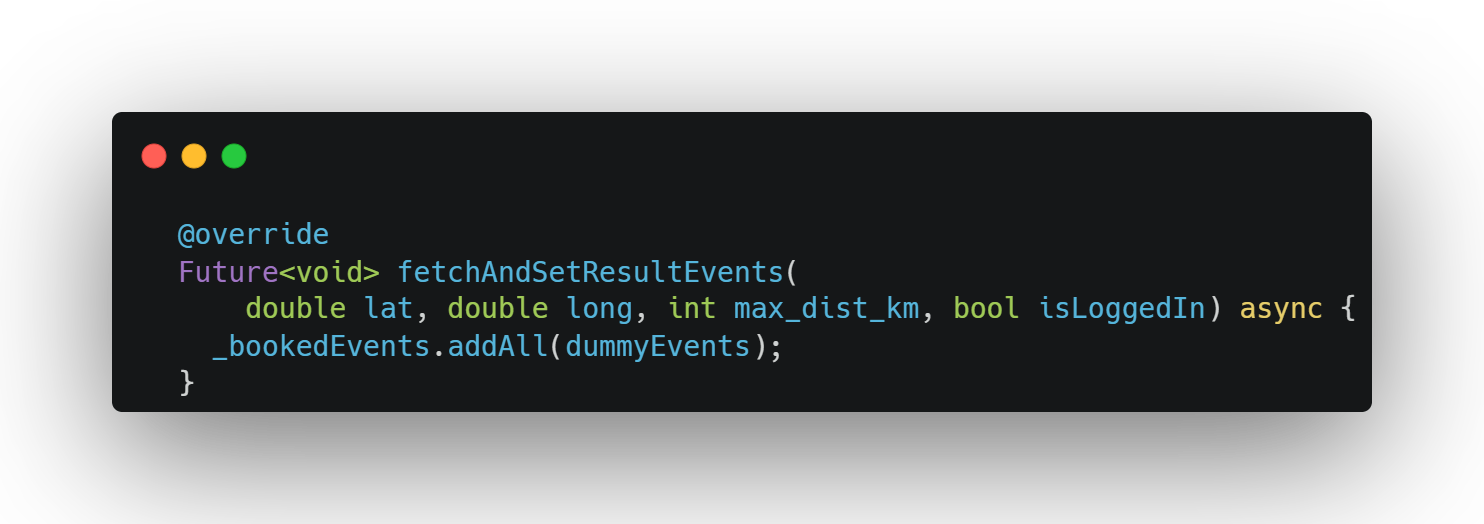 @override
Future<void> fetchAndSetResultEvents(
    double lat, double long, int max_dist_km, bool isLoggedIn) async {
  _bookedEvents.addAll(dummyEvents);
}